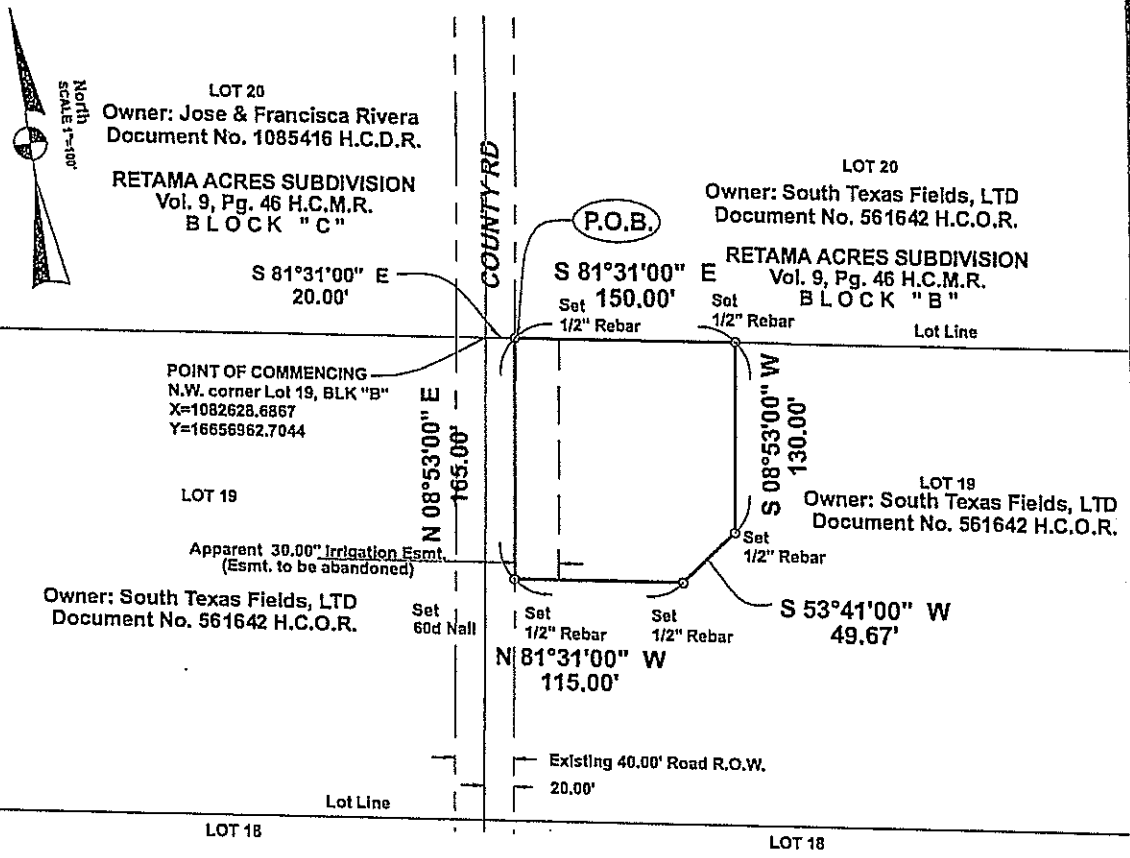 North
SCALE 1"=100'
LOT 20
Owner: Jose & Francisca Rivera
Document No. 1085416 H.C.D.R.
RETAMA ACRES SUBDIVISION
Vol. 9, Pg. 46 H.C.M.R.
BLOCK "C"
COUNTY RD
P.O.B.
LOT 20
Owner: South Texas Fields, LTD
Document No. 561642 H.C.O.R.
RETAMA ACRES SUBDIVISION
Vol. 9, Pg. 46 H.C.M.R.
BLOCK "B"
Lot Line
S 81°31'00" E
20.00'
S 81°31'00" E
150.00'
Set
1/2" Rebar
Set
1/2" Rebar
POINT OF COMMENCING
N.W. corner Lot 19, BLK "B"
X=1082628.6867
Y=16656962.7044
N 08°53'00" E
165.00'
S 08°53'00" W
130.00'
LOT 19
Apparent 30.00" Irrigation Esmt.
(Esmt. to be abandoned)
Owner: South Texas Fields, LTD
Document No. 561642 H.C.O.R.
LOT 19
Owner: South Texas Fields, LTD
Document No. 561642 H.C.O.R.
Set
1/2" Rebar
S 53°41'00" W
49.67'
Set
60d Nail
Set
1/2" Rebar
Set
1/2" Rebar
N 81°31'00" W
115.00'
Existing 40.00' Road R.O.W.
20.00'
Lot Line
LOT 18
LOT 18